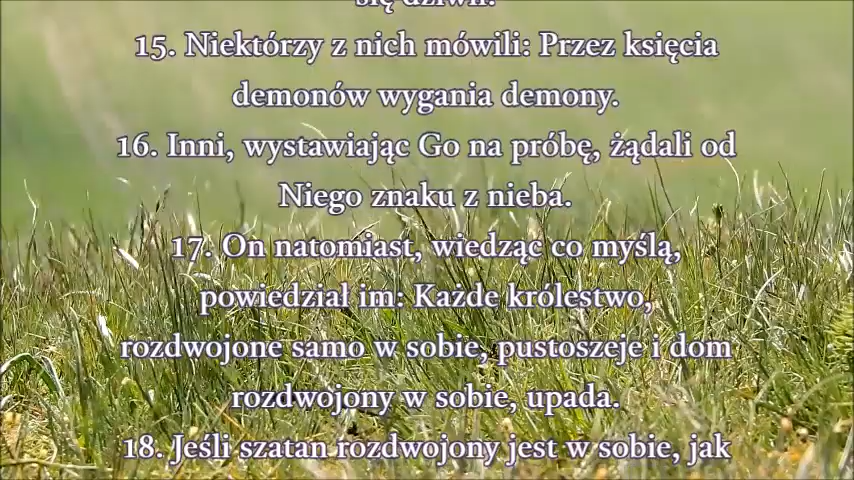 się dziwił.
15. Niektórzy z nich mówili: Przez księcia
demonów wygania demony.
16. Inni, wystawiając Go na próbę, żądali od
Niego znaku z nieba.
17. On natomiast, wiedząc co myślą,
powiedział im: Każde królestwo,
rozdwojone samo w sobie, pustoszeje i dom
rozdwojony w sobie, upada.
18. Jeśli szatan rozdwojony jest w sobie, jak